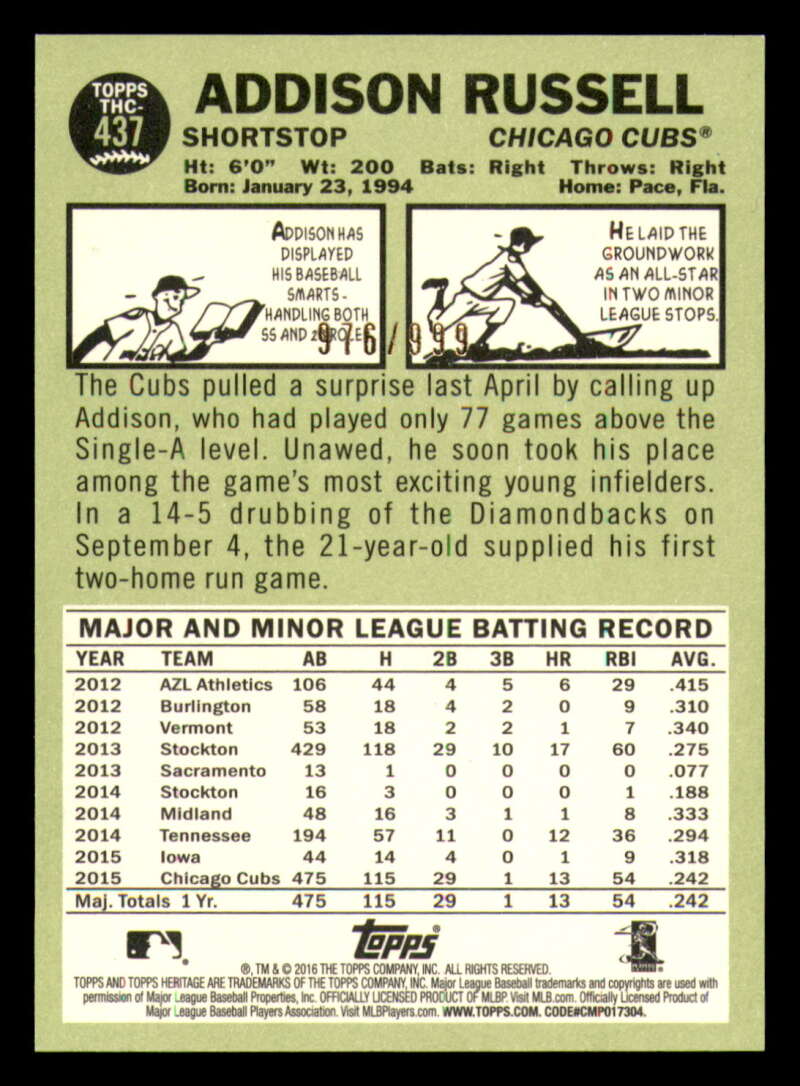 TOPPS
THC-
437
ADDISON RUSSELL
SHORTSTOP CHICAGO CUBS®
Ht: 6'0" Wt: 200 Bats: Right Throws: Right
Born: January 23, 1994 Home: Pace, Fla.
ADDISON HAS
DISPLAYED
HIS BASEBALL
SMARTS-
HANDLING BOTH
SS AND 2B ROLES
HE LAID THE
GROUNDWORK
AS AN ALL-STAR
IN TWO MINOR
LEAGUE STOPS.
976/999
The Cubs pulled a surprise last April by calling up
Addison, who had played only 77 games above the
Single-A level. Unawed, he soon took his place
among the game's most exciting young infielders.
In a 14-5 drubbing of the Diamondbacks on
September 4, the 21-year-old supplied his first
two-home run game.
MAJOR AND MINOR LEAGUE BATTING RECORD
YEAR TEAM AB H 2B 3B HR RBI AVG.
2012 AZL Athletics 106 44 4 5 6 29 .415
2012 Burlington 58 18 4 2 0 9 .310
2012 Vermont 53 18 2 2 1 7 .340
2013 Stockton 429 118 29 10 17 60 .275
2013 Sacramento 13 1 0 0 0 0 .077
2014 Stockton 16 3 0 0 0 1 .188
2014 Midland 48 16 3 1 1 8 .333
2014 Tennessee 194 57 11 0 12 36 .294
2015 Iowa 44 14 4 0 1 9 .318
2015 Chicago Cubs 475 115 29 1 13 54 .242
Maj. Totals 1 Yr. 475 115 29 1 13 54 .242
topps®
®, TM & © 2016 THE TOPPS COMPANY, INC. ALL RIGHTS RESERVED.
TOPPS AND TOPPS HERITAGE ARE TRADEMARKS OF THE TOPPS COMPANY, INC. Major League Baseball trademarks and copyrights are used with
permission of Major League Baseball Properties, Inc. OFFICIALLY LICENSED PRODUCT OF MLBP. Visit MLB.com. Officially Licensed Product of
Major League Baseball Players Association. Visit MLBPlayers.com. WWW.TOPPS.COM. CODE#CMP017304.